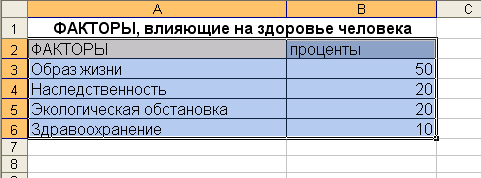 A B C
1 ФАКТОРЫ, влияющие на здоровье человека
2 ФАКТОРЫ проценты
3 Образ жизни 50
4 Наследственность 20
5 Экологическая обстановка 20
6 Здравоохранение 10
7
8